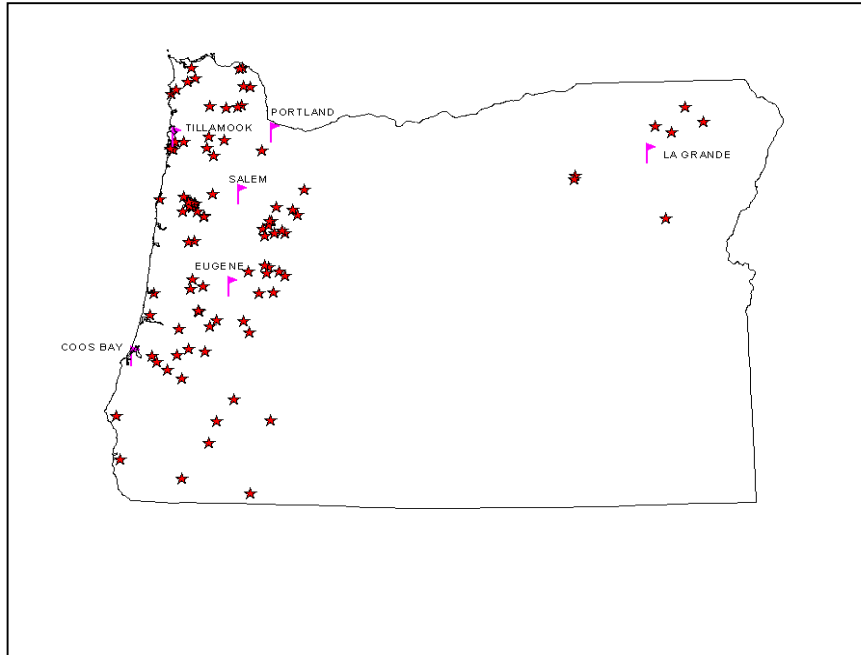 PORTLAND
TILLAMOOK
LA GRANDE
SALEM
EUGENE
COOS BAY